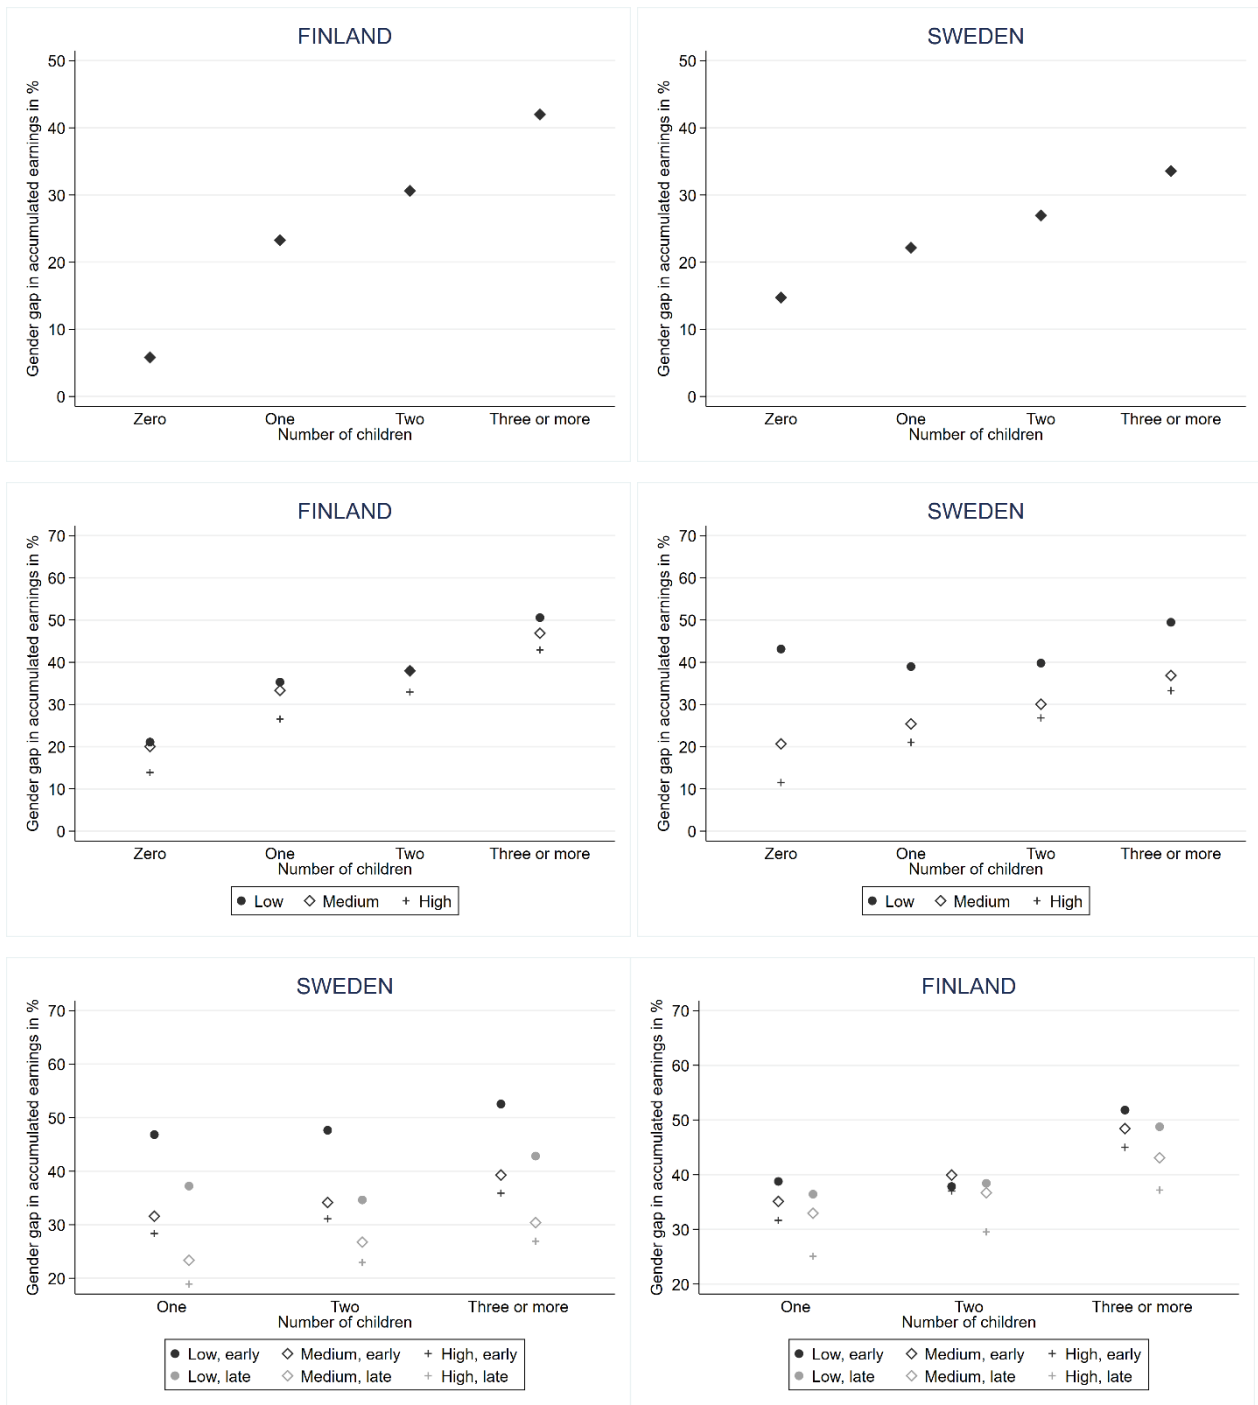 FINLAND
Gender gap in accumulated earnings in %
50
40
30
20
10
0
Zero One Two Three or more
Number of children
SWEDEN
Gender gap in accumulated earnings in %
50
40
30
20
10
0
Zero One Two Three or more
Number of children
FINLAND
Gender gap in accumulated earnings in %
70
60
50
40
30
20
10
0
Zero One Two Three or more
Number of children
Low Medium High
SWEDEN
Gender gap in accumulated earnings in %
70
60
50
40
30
20
10
0
Zero One Two Three or more
Number of children
Low Medium High
SWEDEN
Gender gap in accumulated earnings in %
70
60
50
40
30
20
One Two Three or more
Number of children
Low, early Medium, early High, early
Low, late Medium, late High, late
FINLAND
Gender gap in accumulated earnings in %
70
60
50
40
30
20
One Two Three or more
Number of children
Low, early Medium, early High, early
Low, late Medium, late High, late